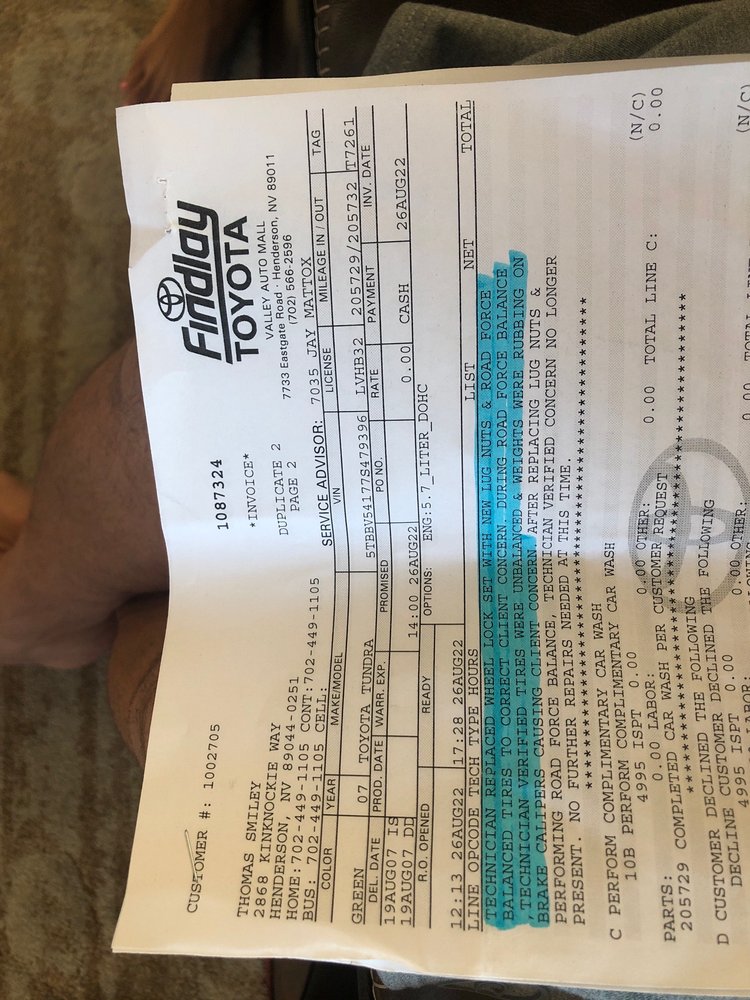 Findlay
TOYOTA
VALLEY AUTO MALL
7733 Eastgate Road · Henderson, NV 89011
(702) 566-2596
CUSTOMER #: 1002705
1087324
*INVOICE*
DUPLICATE 2
PAGE 2
THOMAS SMILEY
2868 KINKNOCKIE WAY
HENDERSON, NV 89044-0251
HOME:702-449-1105 CONT:702-449-1105
BUS: 702-449-1105 CELL:
SERVICE ADVISOR: 7035 JAY MATTOX
COLOR YEAR MAKE/MODEL VIN LICENSE MILEAGE IN / OUT TAG
GREEN 07 TOYOTA TUNDRA 5TBBV54177S479396 LVHB32 205729/205732 T7261
DEL. DATE PROD. DATE WARR. EXP. PROMISED PO NO. RATE PAYMENT INV. DATE
19AUG07 IS
19AUG07 DD 14:00 26AUG22 0.00 CASH 26AUG22
R.O. OPENED READY OPTIONS: ENG:5.7_LITER_DOHC
12:13 26AUG22 17:28 26AUG22
LINE OPCODE TECH TYPE HOURS LIST NET TOTAL
TECHNICIAN REPLACED WHEEL LOCK SET WITH NEW LUG NUTS & ROAD FORCE
BALANCED TIRES TO CORRECT CLIENT CONCERN. DURING ROAD FORCE BALANCE
TECHNICIAN VERIFIED TIRES WERE UNBALANCED & WEIGHTS WERE RUBBING ON
BRAKE CALIPERS CAUSING CLIENT CONCERN. AFTER REPLACING LUG NUTS &
PERFORMING ROAD FORCE BALANCE, TECHNICIAN VERIFIED CONCERN NO LONGER
PRESENT. NO FURTHER REPAIRS NEEDED AT THIS TIME.
****************************************************
C PERFORM COMPLIMENTARY CAR WASH
10B PERFORM COMPLIMENTARY CAR WASH
4995 ISPT 0.00 (N/C)
PARTS: 0.00 LABOR: 0.00 OTHER: 0.00 TOTAL LINE C: 0.00
205729 COMPLETED CAR WASH PER CUSTOMER REQUEST
****************************************************
D CUSTOMER DECLINED THE FOLLOWING
DECLINE CUSTOMER DECLINED THE FOLLOWING
4995 ISPT 0.00 (N/C)
0.00 OTHER: